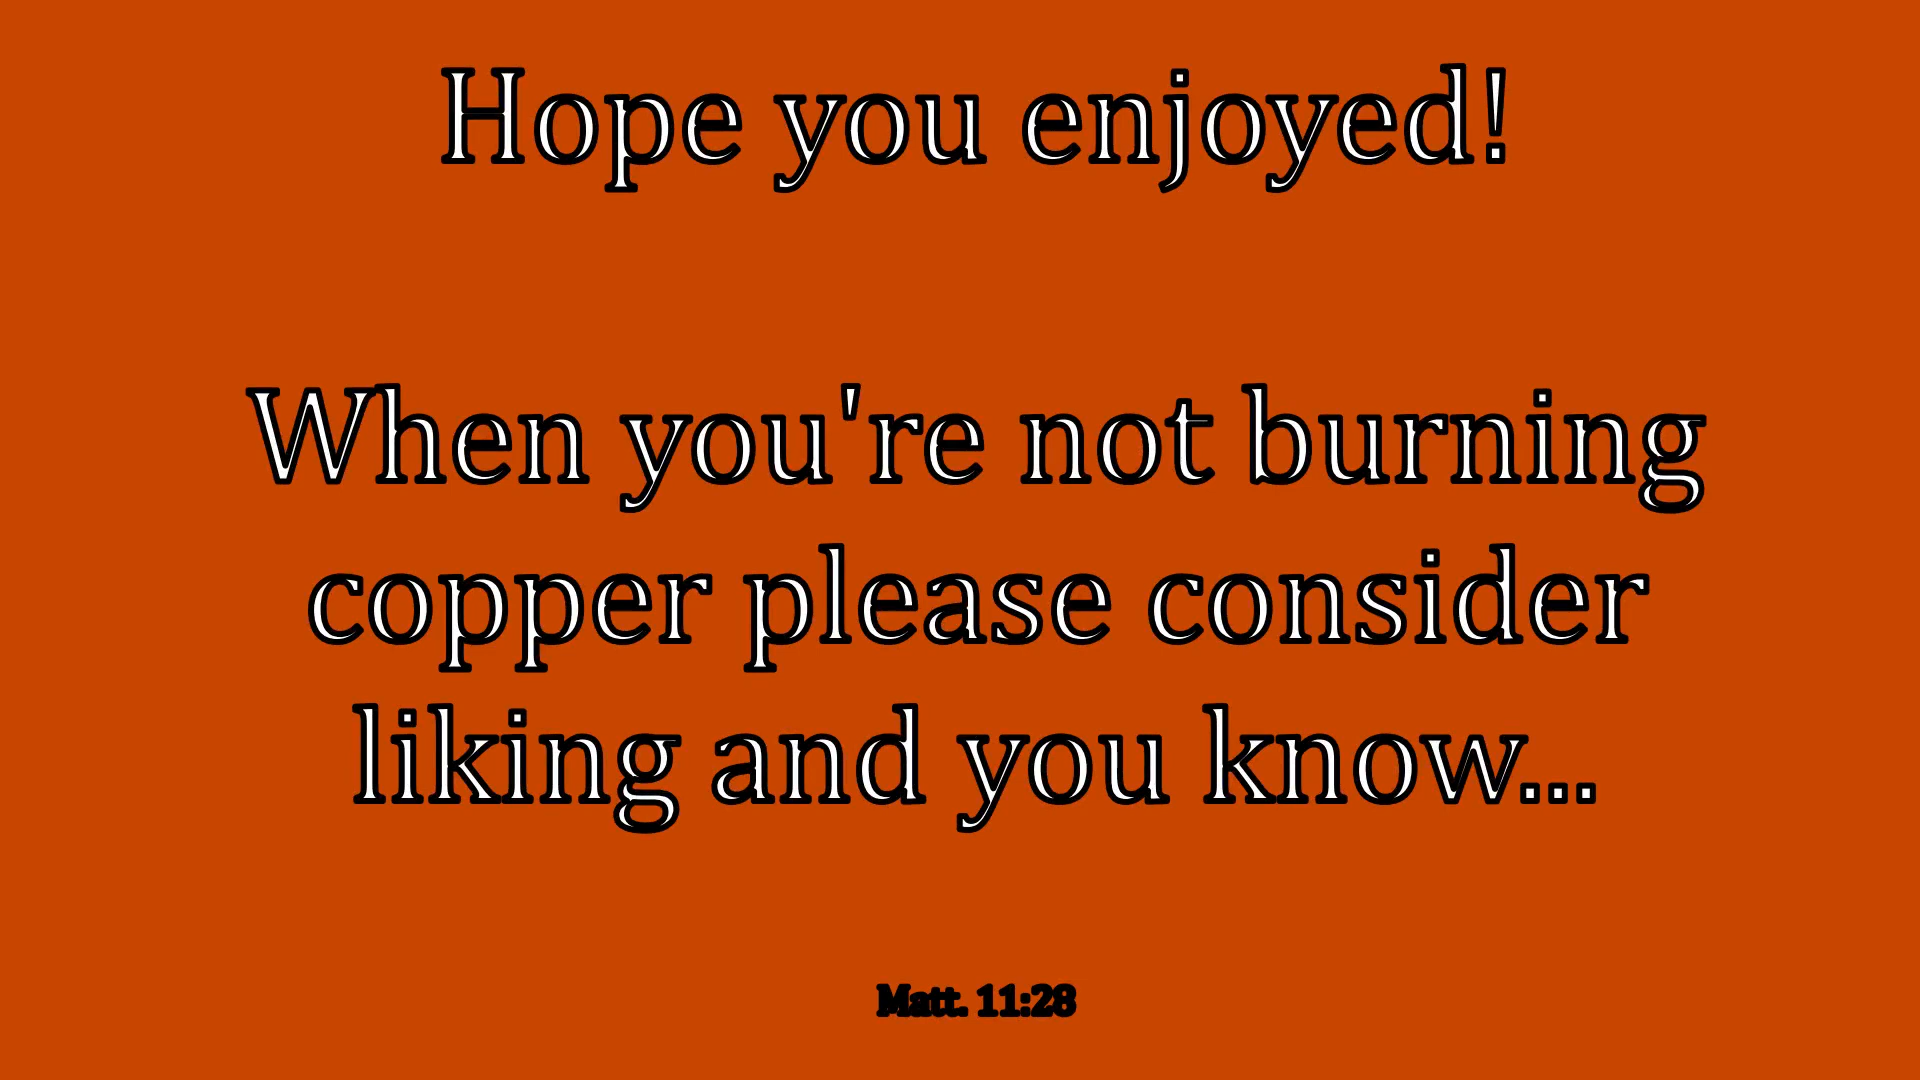 Hope you enjoyed!
When you're not burning
copper please consider
liking and you know...
Matt. 11:28